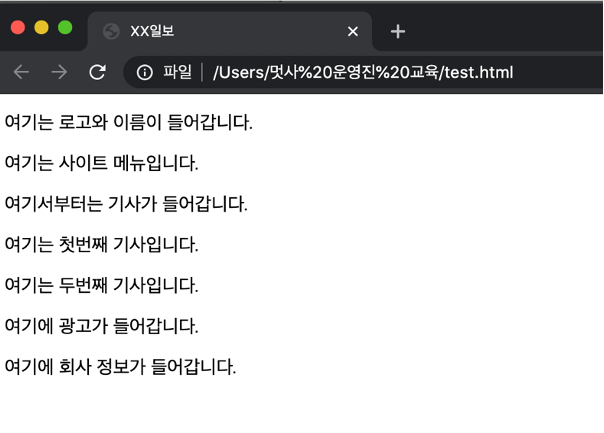 XX일보
파일 /Users/멋사%20운영진%20교육/test.html
여기는 로고와 이름이 들어갑니다.
여기는 사이트 메뉴입니다.
여기서부터는 기사가 들어갑니다.
여기는 첫번째 기사입니다.
여기는 두번째 기사입니다.
여기에 광고가 들어갑니다.
여기에 회사 정보가 들어갑니다.